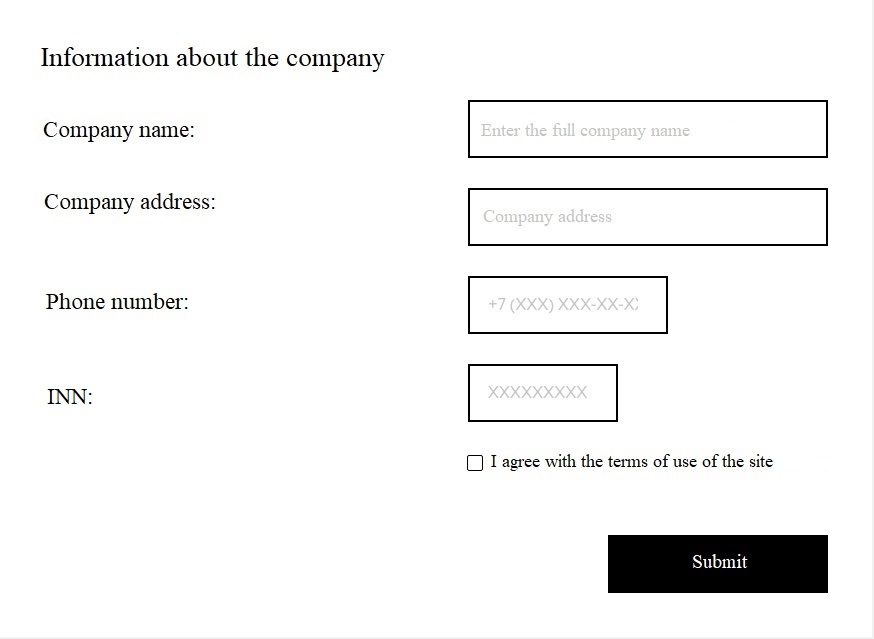 Information about the company
Company name:
Enter the full company name
Company address:
Company address
Phone number:
+7 (XXX) XXX-XX-X
INN:
XXXXXXXXX
I agree with the terms of use of the site
Submit